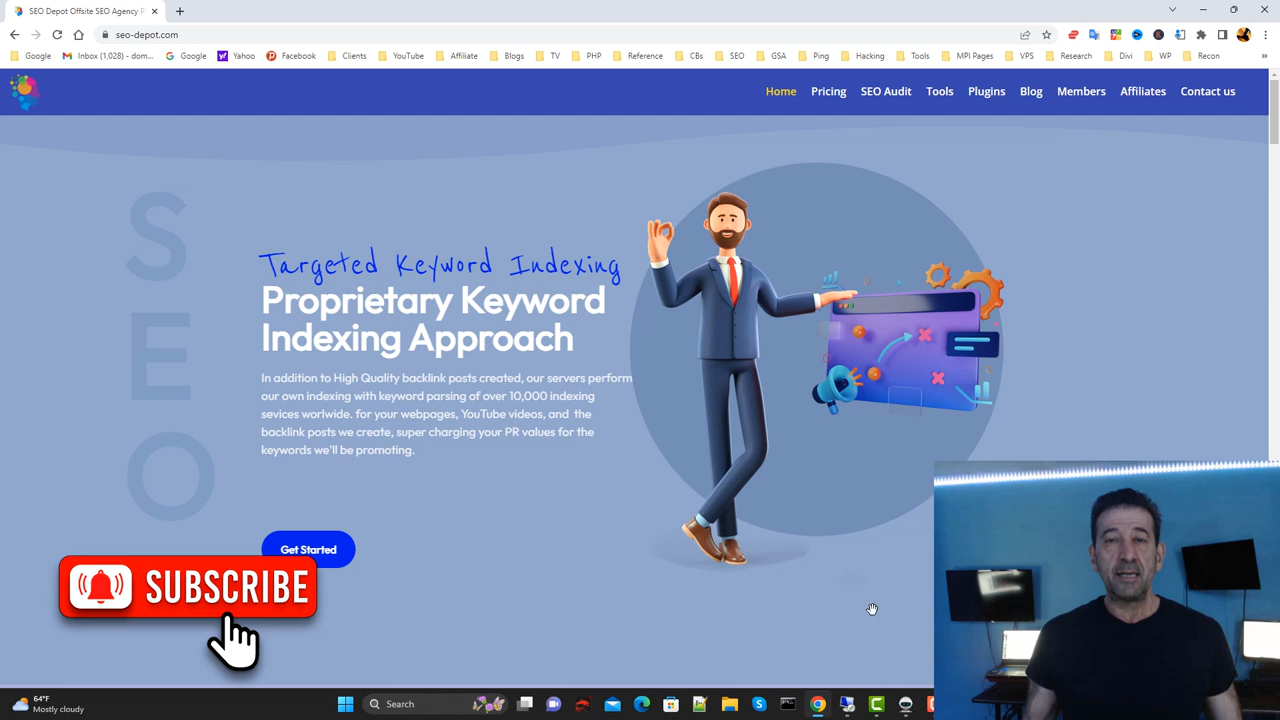 SEO Depot Offsite SEO Agency
seo-depot.com
Google
Inbox (1,028) - dom...
Google
Yahoo
Facebook
Clients
YouTube
Affiliate
Blogs
TV
PHP
Reference
CBs
SEO
GSA
Ping
Hacking
Tools
MPI Pages
VPS
Research
Divi
WP
Recon
Home
Pricing
SEO Audit
Tools
Plugins
Blog
Members
Affiliates
Contact us
SEO
Targeted Keyword Indexing
Proprietary Keyword
Indexing Approach
In addition to High Quality backlink posts created, our servers perform
our own indexing with keyword parsing of over 10,000 indexing
sevices worlwide. for your webpages, YouTube videos, and the
backlink posts we create, super charging your PR values for the
keywords we'll be promoting.
Get Started
SUBSCRIBE
64°F
Mostly cloudy
Search